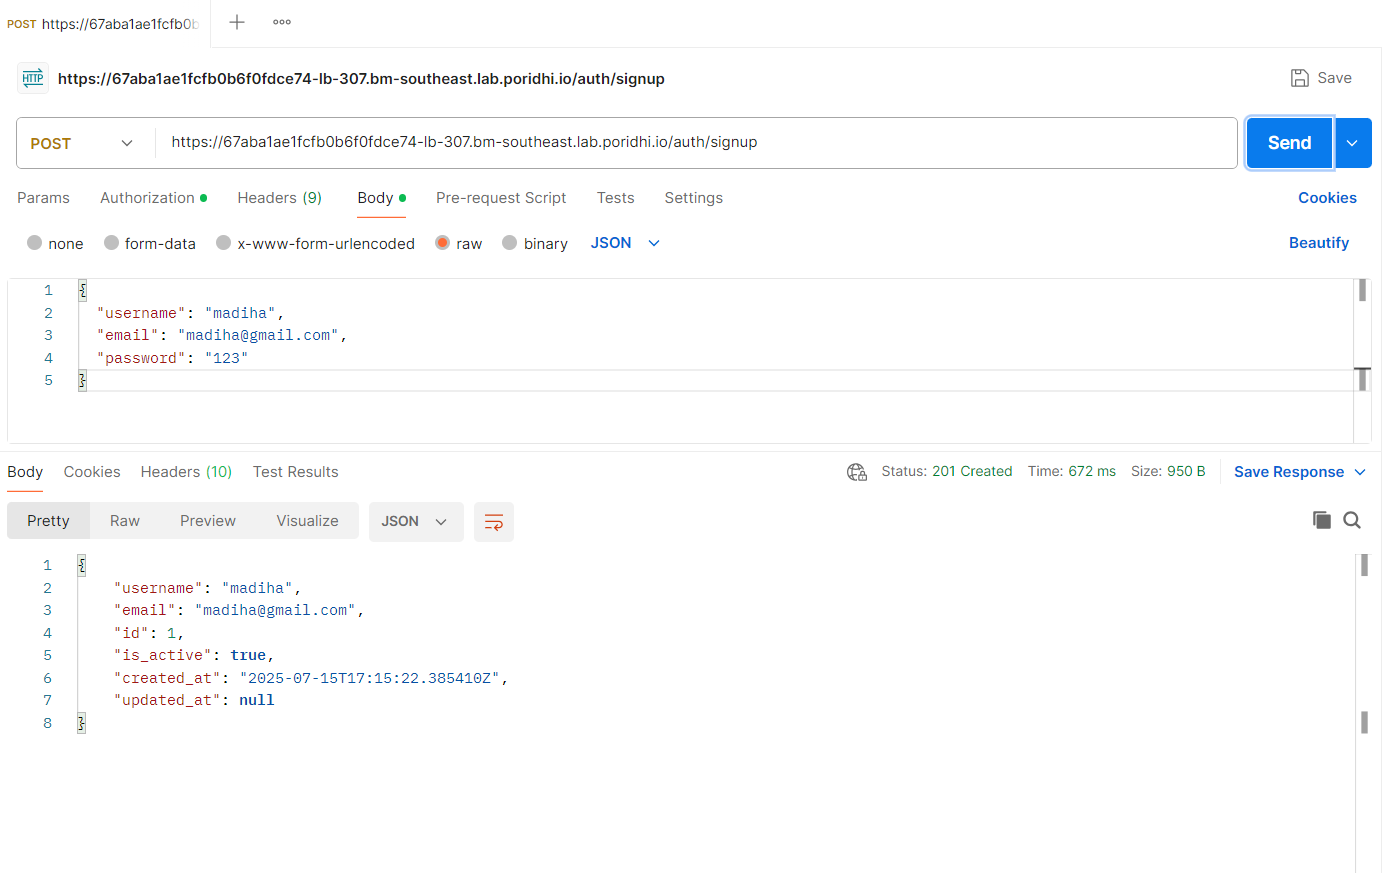 POST https://67aba1ae1fcfb0b
HTTP https://67aba1ae1fcfb0b6f0fdce74-lb-307.bm-southeast.lab.poridhi.io/auth/signup Save
POST https://67aba1ae1fcfb0b6f0fdce74-lb-307.bm-southeast.lab.poridhi.io/auth/signup Send
Params Authorization Headers (9) Body Pre-request Script Tests Settings Cookies
none form-data x-www-form-urlencoded raw binary JSON Beautify
1 {
2 "username": "madiha",
3 "email": "madiha@gmail.com",
4 "password": "123"
5 }
Body Cookies Headers (10) Test Results Status: 201 Created Time: 672 ms Size: 950 B Save Response
Pretty Raw Preview Visualize JSON
1 {
2 "username": "madiha",
3 "email": "madiha@gmail.com",
4 "id": 1,
5 "is_active": true,
6 "created_at": "2025-07-15T17:15:22.385410Z",
7 "updated_at": null
8 }